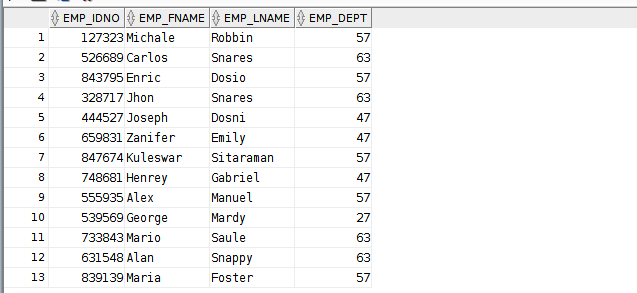 EMP_IDNO EMP_FNAME EMP_LNAME EMP_DEPT
1 127323 Michale Robbin 57
2 526689 Carlos Snares 63
3 843795 Enric Dosio 57
4 328717 Jhon Snares 63
5 444527 Joseph Dosni 47
6 659831 Zanifer Emily 47
7 847674 Kuleswar Sitaraman 57
8 748681 Henrey Gabriel 47
9 555935 Alex Manuel 57
10 539569 George Mardy 27
11 733843 Mario Saule 63
12 631548 Alan Snappy 63
13 839139 Maria Foster 57